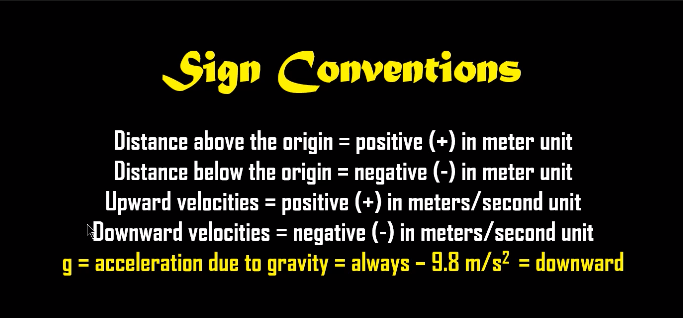 Sign Conventions
Distance above the origin = positive (+) in meter unit
Distance below the origin = negative (-) in meter unit
Upward velocities = positive (+) in meters/second unit
Downward velocities = negative (-) in meters/second unit
g = acceleration due to gravity = always – 9.8 m/s² = downward